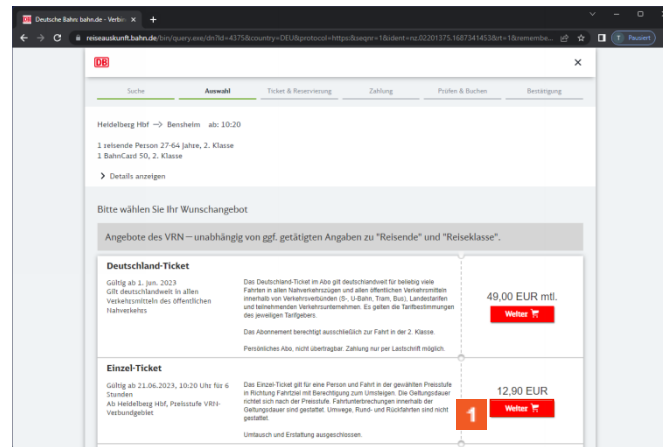 Deutsche Bahn: bahn.de - Verbin
reiseauskunft.bahn.de/bin/query.exe/dn?ld=4375&country=DEU&protocol=https:&seqnr=1&ident=nz.02201375.1687341453&rt=1&remembe...
Pausiert
DB
Suche Auswahl Ticket & Reservierung Zahlung Prüfen & Buchen Bestätigung
Heidelberg Hbf → Bensheim ab: 10:20
1 reisende Person 27-64 Jahre, 2. Klasse
1 BahnCard 50, 2. Klasse
Details anzeigen
Bitte wählen Sie Ihr Wunschangebot
Angebote des VRN — unabhängig von ggf. getätigten Angaben zu "Reisende" und "Reiseklasse".
Deutschland-Ticket
Gültig ab 1. Jun. 2023
Gilt deutschlandweit in allen
Verkehrsmitteln des öffentlichen
Nahverkehrs
Das Deutschland-Ticket im Abo gilt deutschlandweit für beliebig viele
Fahrten in allen Nahverkehrszügen und allen öffentlichen Verkehrsmitteln
innerhalb von Verkehrsverbünden (S-, U-Bahn, Tram, Bus), Landestarifen
und teilnehmenden Verkehrsunternehmen. Es gelten die Tarifbestimmungen
des jeweiligen Tarifgebers.
Das Abonnement berechtigt ausschließlich zur Fahrt in der 2. Klasse.
Persönliches Abo, nicht übertragbar. Zahlung nur per Lastschrift möglich.
49,00 EUR mtl.
Weiter
Einzel-Ticket
Gültig ab 21.06.2023, 10:20 Uhr für 6
Stunden
Ab Heidelberg Hbf, Preisstufe VRN-
Verbundgebiet
Das Einzel-Ticket gilt für eine Person und Fahrt in der gewählten Preisstufe
in Richtung Fahrtziel mit Berechtigung zum Umsteigen. Die Geltungsdauer
richtet sich nach der Preisstufe. Fahrtunterbrechungen innerhalb der
Geltungsdauer sind gestattet. Umwege, Rund- und Rückfahrten sind nicht
gestattet.
Umtausch und Erstattung ausgeschlossen.
12,90 EUR
1
Weiter